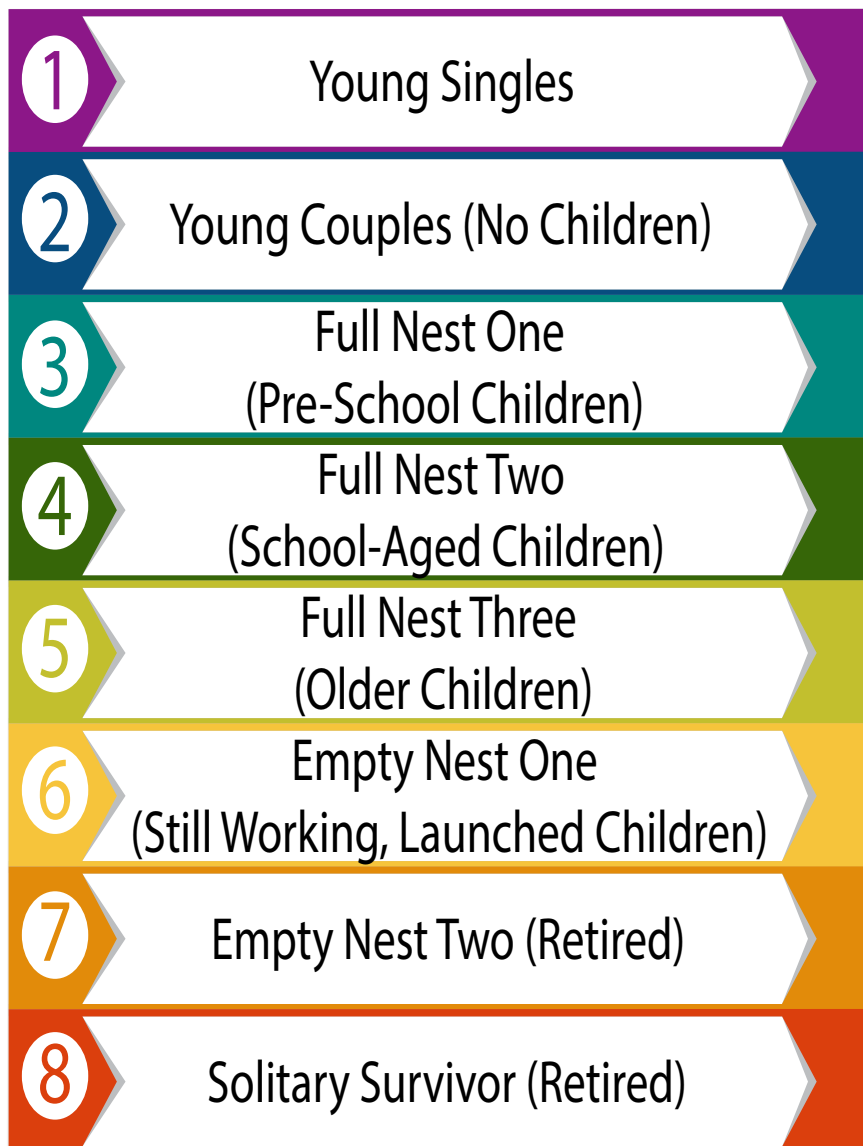 1
Young Singles
2
Young Couples (No Children)
3
Full Nest One
(Pre-School Children)
4
Full Nest Two
(School-Aged Children)
5
Full Nest Three
(Older Children)
6
Empty Nest One
(Still Working, Launched Children)
7
Empty Nest Two (Retired)
8
Solitary Survivor (Retired)